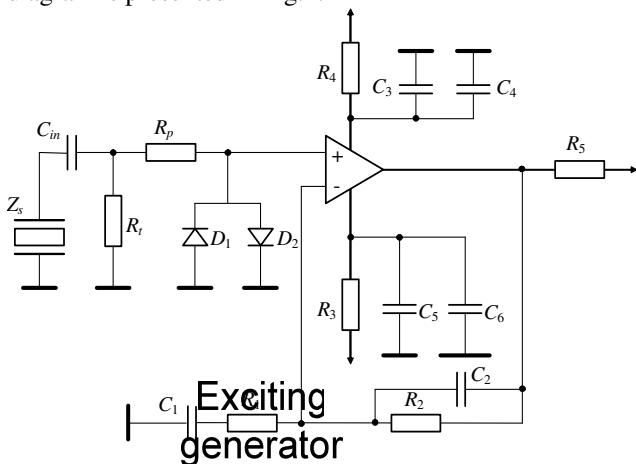 R4
C3
C4
Cin
Rp
R5
+
-
Zs
Rt
D1
D2
R3
C5
C6
C2
C1
R2
Exciting
generator